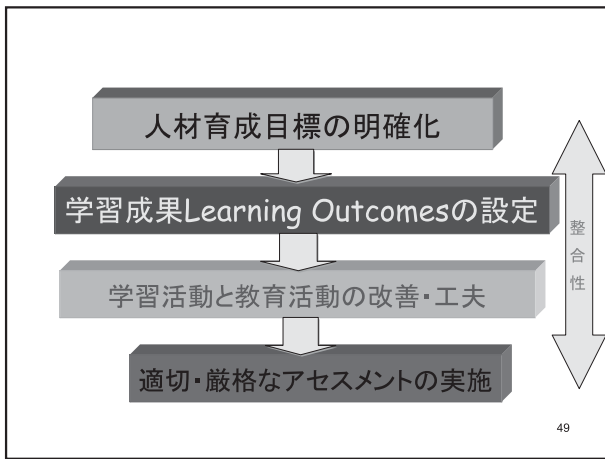 人材育成目標の明確化
学習成果Learning Outcomesの設定
学習活動と教育活動の改善・工夫
適切・厳格なアセスメントの実施
整合性
49